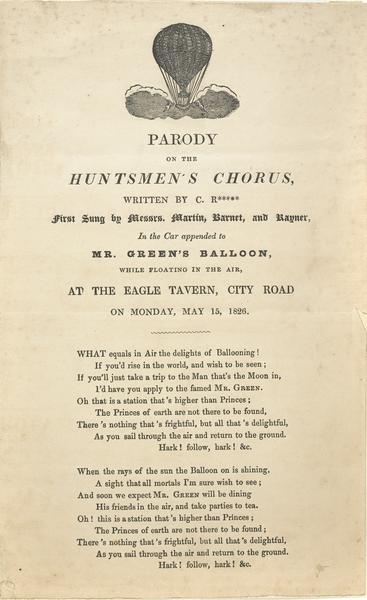 PARODY
ON THE
HUNTSMEN'S CHORUS,
WRITTEN BY C. R*****
First Sung by Messrs. Martin, Barnet, and Rayner,
In the Car appended to
MR. GREEN'S BALLOON,
WHILE FLOATING IN THE AIR,
AT THE EAGLE TAVERN, CITY ROAD
ON MONDAY, MAY 15, 1826.
WHAT equals in Air the delights of Ballooning!
If you'd rise in the world, and wish to be seen;
If you'll just take a trip to the Man that's the Moon in,
I'd have you apply to the famed MR. GREEN.
Oh that is a station that's higher than Princes;
The Princes of earth are not there to be found,
There's nothing that's frightful, but all that's delightful,
As you sail through the air and return to the ground.
Hark! follow, hark! &c.
When the rays of the sun the Balloon on is shining,
A sight that all mortals I'm sure wish to see;
And soon we expect MR. GREEN will be dining
His friends in the air, and take parties to tea.
Oh! this is a station that's higher than Princes;
The Princes of earth are not there to be found;
There's nothing that's frightful, but all that's delightful,
As you sail through the air and return to the ground.
Hark! follow, hark! &c.